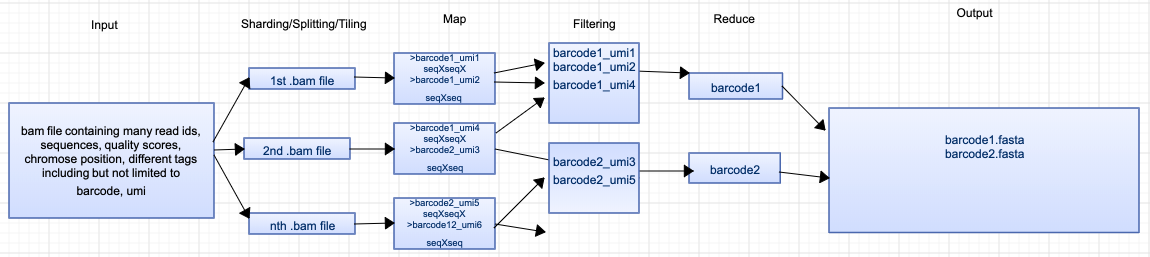 Input
Sharding/Splitting/Tiling
Map
Filtering
Reduce
Output
bam file containing many read ids,
sequences, quality scores,
chromose position, different tags
including but not limited to
barcode, umi
1st .bam file
2nd .bam file
nth .bam file
>barcode1_umi1
seqXseqX
>barcode1_umi2
seqXseq
>barcode1_umi4
seqXseqX
>barcode2_umi3
seqXseq
>barcode2_umi5
seqXseqX
>barcode12_umi6
seqXseq
barcode1_umi1
barcode1_umi2
barcode1_umi4
barcode2_umi3
barcode2_umi5
barcode1
barcode2
barcode1.fasta
barcode2.fasta